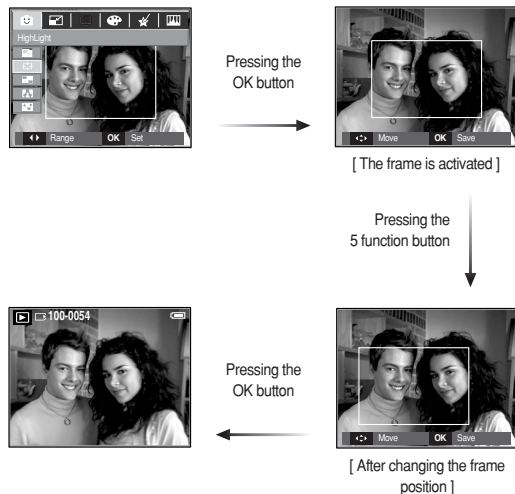 HighLight
Range OK Set
Pressing the
OK button
Move OK Save
[ The frame is activated ]
Pressing the
5 function button
Move OK Save
[ After changing the frame
position ]
Pressing the
OK button
100-0054